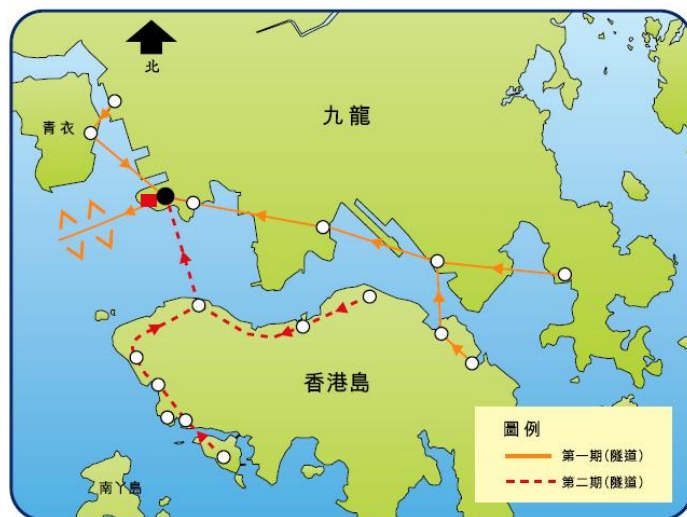 北
青衣
九龍
香港島
南丫島
圖例
第一期(隧道)
第二期(隧道)